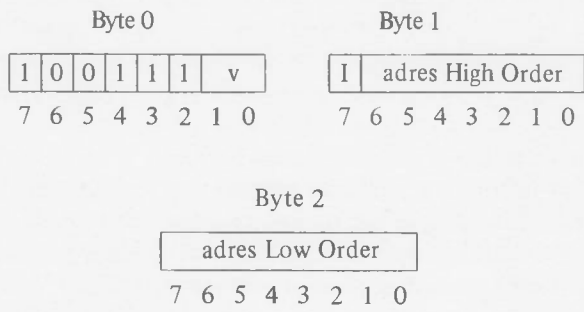 Byte 0 Byte 1
1 0 0 1 1 1 v I adres High Order
7 6 5 4 3 2 1 0 7 6 5 4 3 2 1 0
Byte 2
adres Low Order
7 6 5 4 3 2 1 0